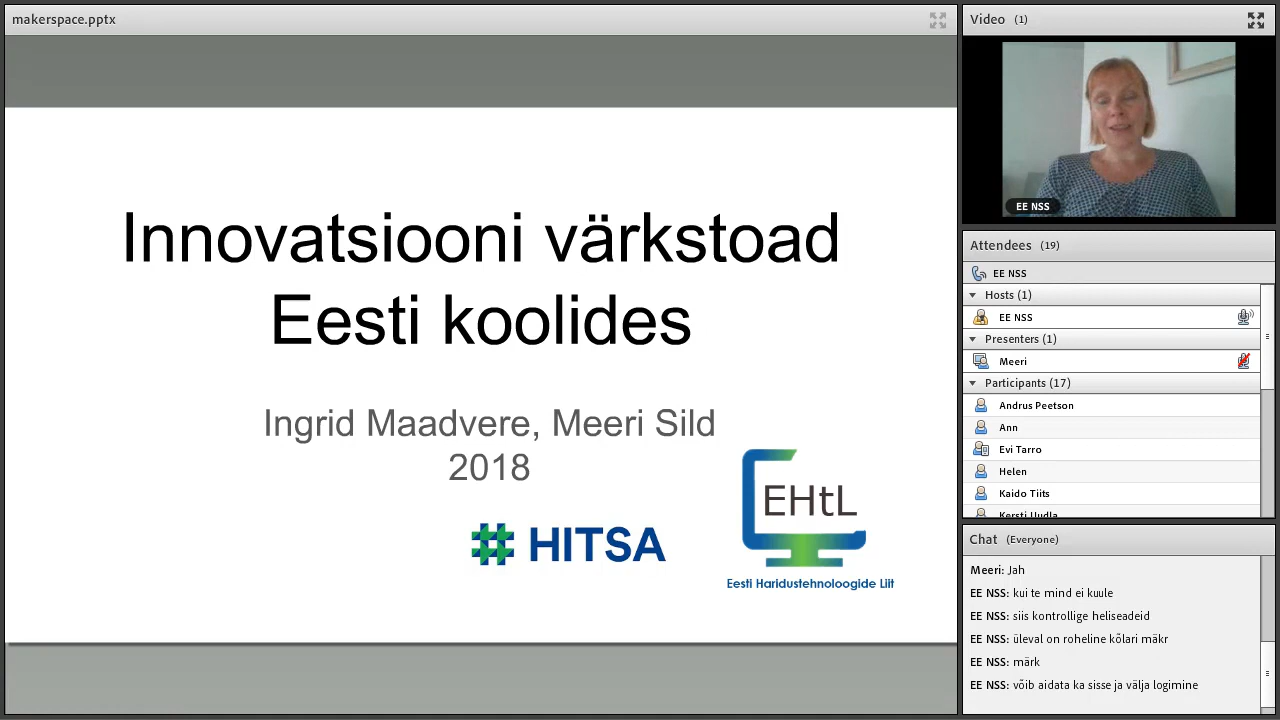 makerspace.pptx
Innovatsiooni värkstoad
Eesti koolides
Ingrid Maadvere, Meeri Sild
2018
HITSA
EHtL
Eesti Haridustehnoloogide Liit
Video (1)
EE NSS
Attendees (19)
EE NSS
Hosts (1)
EE NSS
Presenters (1)
Meeri
Participants (17)
Andrus Peetson
Ann
Evi Tarro
Helen
Kaido Tiits
Kersti Uudla
Chat (Everyone)
Meeri: Jah
EE NSS: kui te mind ei kuule
EE NSS: siis kontrollige heliseadeid
EE NSS: üleval on roheline kõlari mäkr
EE NSS: märk
EE NSS: võib aidata ka sisse ja välja logimine